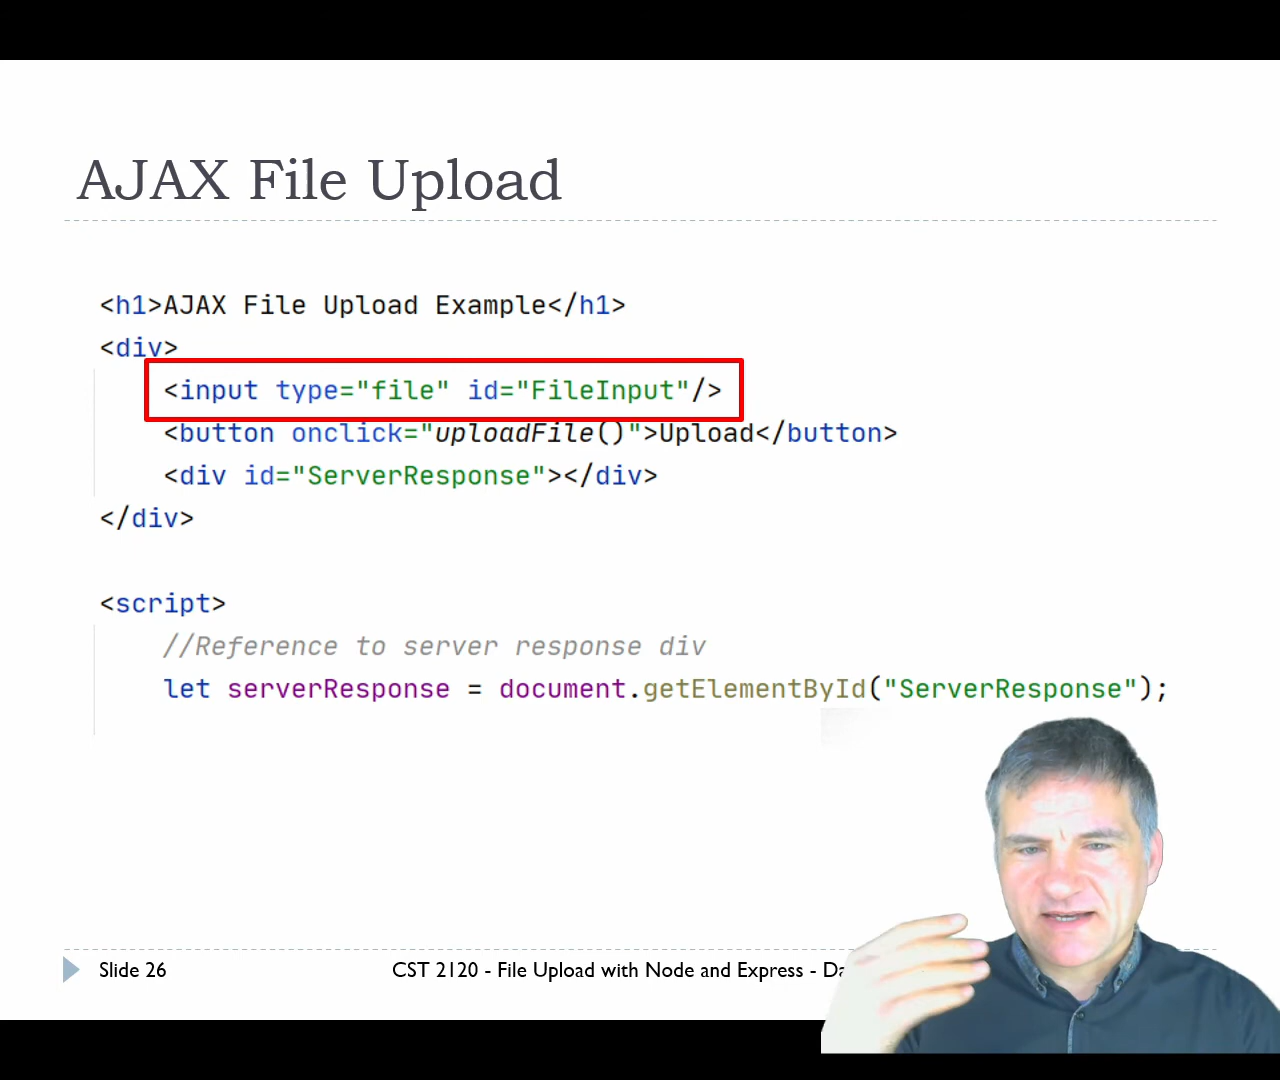 AJAX File Upload
<h1>AJAX File Upload Example</h1>
<div>
<input type="file" id="FileInput"/>
<button onclick="uploadFile()">Upload</button>
<div id="ServerResponse"></div>
</div>
<script>
//Reference to server response div
let serverResponse = document.getElementById("ServerResponse");
Slide 26
CST 2120 - File Upload with Node and Express -